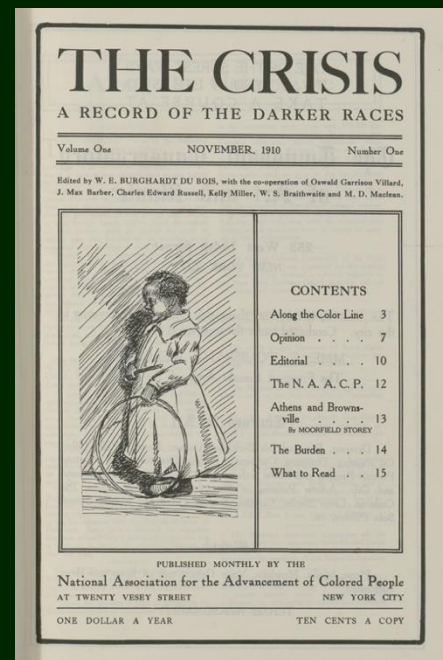 THE CRISIS
A RECORD OF THE DARKER RACES
Volume One NOVEMBER, 1910 Number One
Edited by W. E. BURGHARDT DU BOIS, with the co-operation of Oswald Garrison Villard,
J. Max Barber, Charles Edward Russell, Kelly Miller, W. S. Braithwaite and M. D. Maclean.
CONTENTS
Along the Color Line 3
Opinion . . . . 7
Editorial . . . . 10
The N. A. A. C. P. 12
Athens and Browns-
ville . . . . 13
By MOORFIELD STOREY
The Burden . . . 14
What to Read . . . 15
PUBLISHED MONTHLY BY THE
National Association for the Advancement of Colored People
AT TWENTY VESEY STREET NEW YORK CITY
ONE DOLLAR A YEAR TEN CENTS A COPY